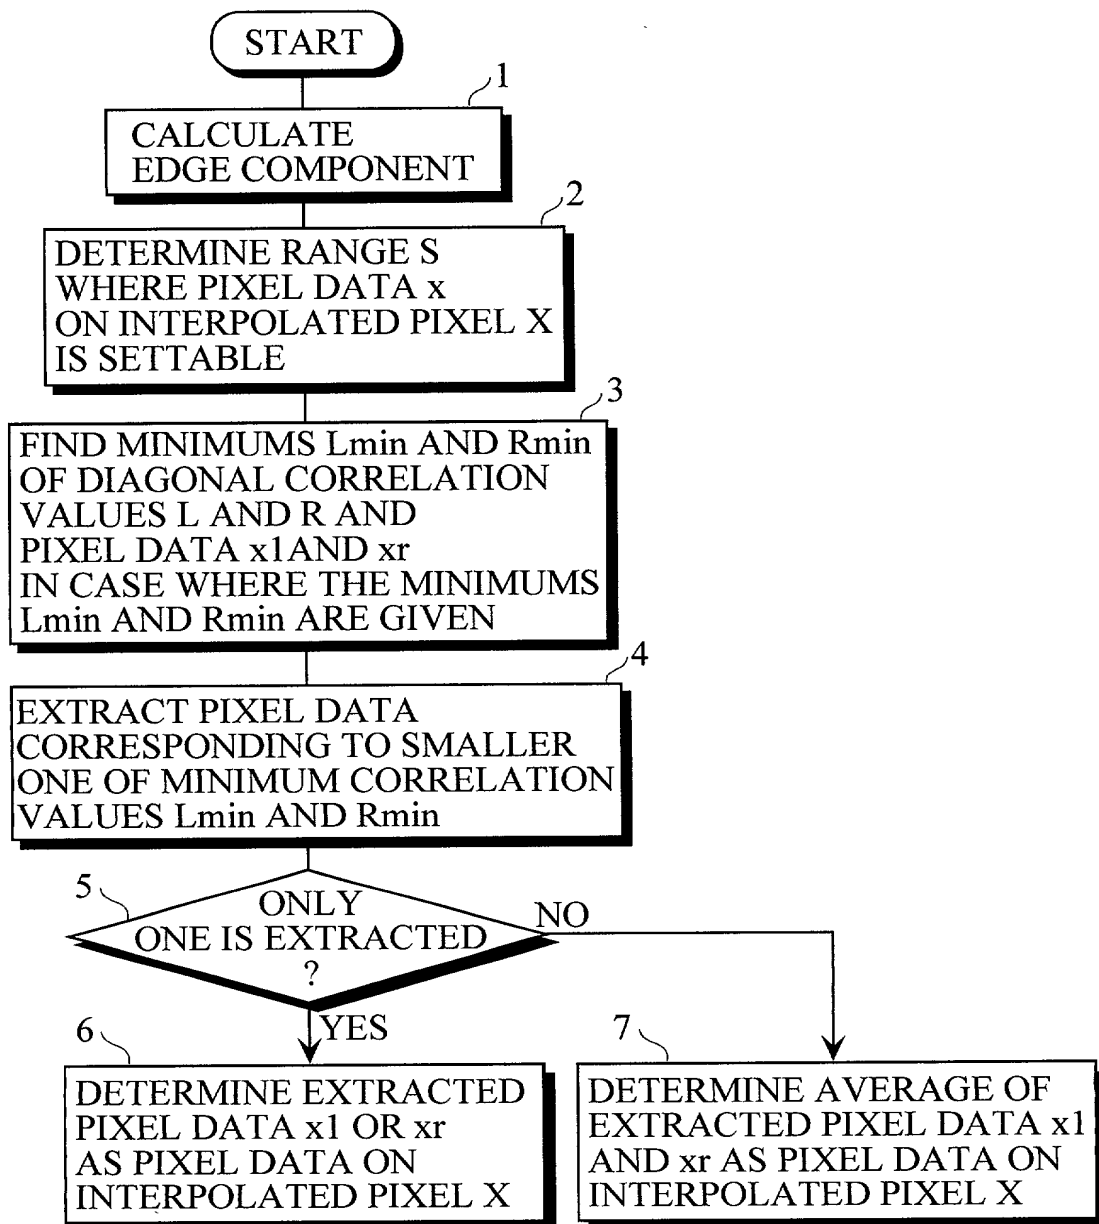 START
1
CALCULATE
EDGE COMPONENT
2
DETERMINE RANGE S
WHERE PIXEL DATA x
ON INTERPOLATED PIXEL X
IS SETTABLE
3
FIND MINIMUMS Lmin AND Rmin
OF DIAGONAL CORRELATION
VALUES L AND R AND
PIXEL DATA x1AND xr
IN CASE WHERE THE MINIMUMS
Lmin AND Rmin ARE GIVEN
4
EXTRACT PIXEL DATA
CORRESPONDING TO SMALLER
ONE OF MINIMUM CORRELATION
VALUES Lmin AND Rmin
5
ONLY
ONE IS EXTRACTED
?
NO
YES
6
DETERMINE EXTRACTED
PIXEL DATA x1 OR xr
AS PIXEL DATA ON
INTERPOLATED PIXEL X
7
DETERMINE AVERAGE OF
EXTRACTED PIXEL DATA x1
AND xr AS PIXEL DATA ON
INTERPOLATED PIXEL X